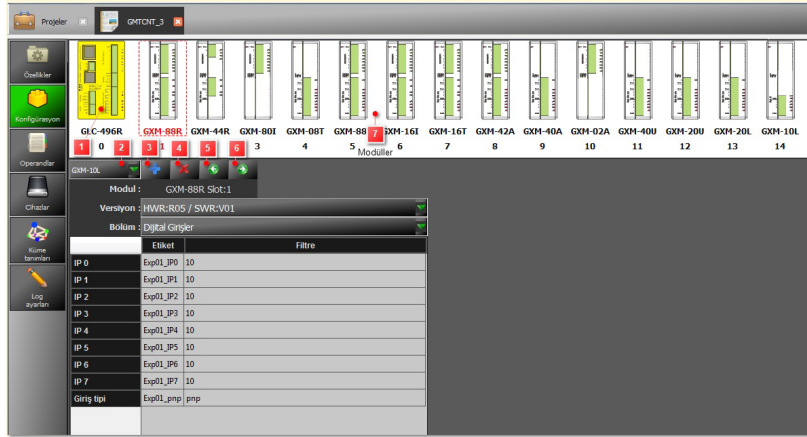 Projeler
GMTCNT_3
Özellikler
Konfigürasyon
Operandlar
Cihazlar
Küme
tanımları
Log
ayarları
GLC-496R GXM-88R GXM-44R GXM-80I GXM-08T GXM-88 7 GXM-16I GXM-16T GXM-42A GXM-40A GXM-02A GXM-40U GXM-20U GXM-20L GXM-10L
1 0 2 1 3 4 5 6 3 4 5 Modüller 6 7 8 9 10 11 12 13 14
GXM-10L
Modul : GXM-88R Slot:1
Versiyon : HWR:R05 / SWR:V01
Bölüm : Dijital Girişler
Etiket Filtre
IP 0 Exp01_IP0 10
IP 1 Exp01_IP1 10
IP 2 Exp01_IP2 10
IP 3 Exp01_IP3 10
IP 4 Exp01_IP4 10
IP 5 Exp01_IP5 10
IP 6 Exp01_IP6 10
IP 7 Exp01_IP7 10
Giriş tipi Exp01_pnp pnp